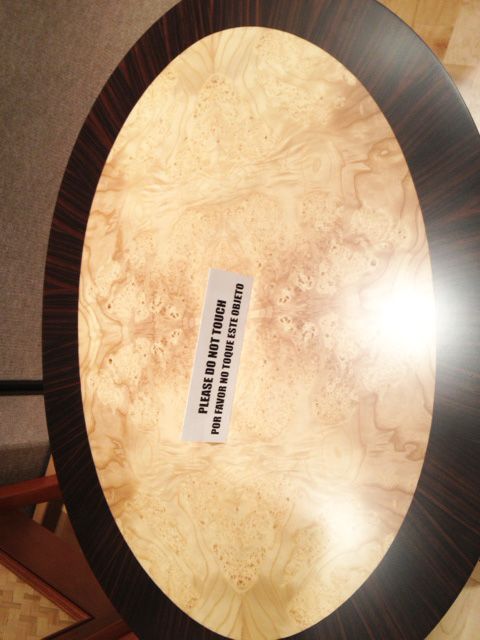 PLEASE DO NOT TOUCH
POR FAVOR NO TOQUE ESTE OBJETO